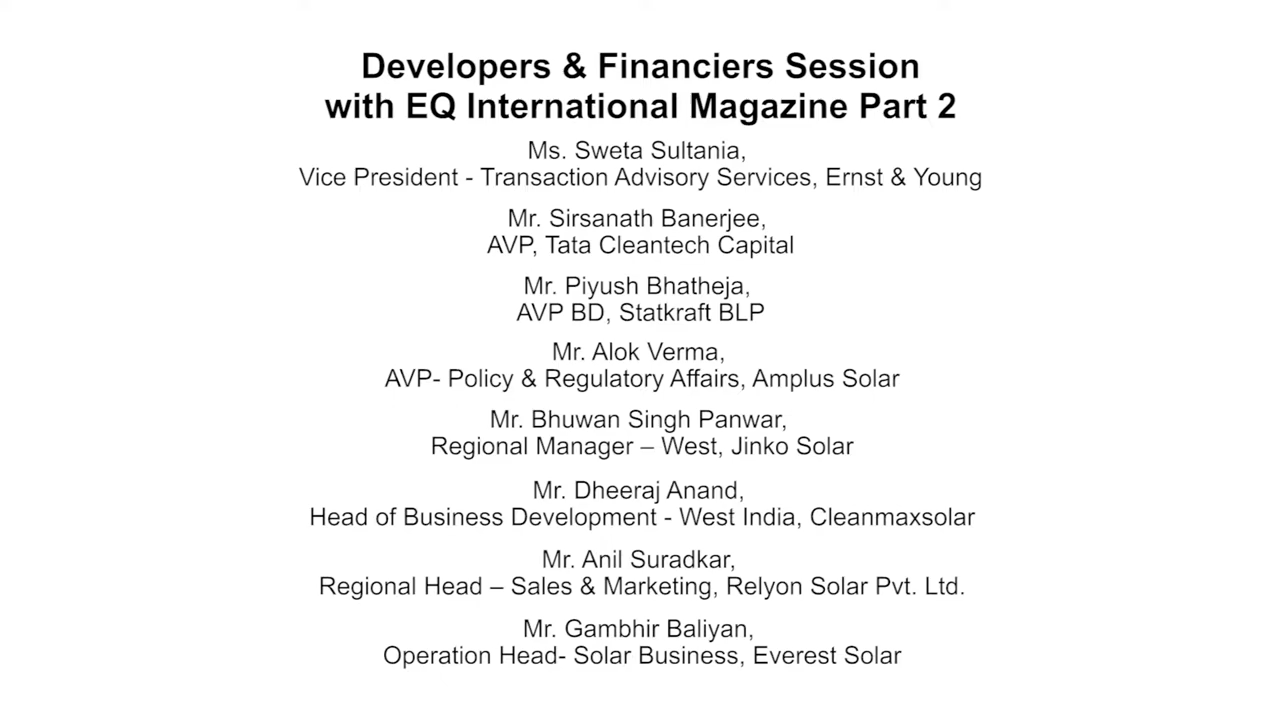 Developers & Financiers Session
with EQ International Magazine Part 2
Ms. Sweta Sultania,
Vice President - Transaction Advisory Services, Ernst & Young
Mr. Sirsanath Banerjee,
AVP, Tata Cleantech Capital
Mr. Piyush Bhatheja,
AVP BD, Statkraft BLP
Mr. Alok Verma,
AVP- Policy & Regulatory Affairs, Amplus Solar
Mr. Bhuwan Singh Panwar,
Regional Manager – West, Jinko Solar
Mr. Dheeraj Anand,
Head of Business Development - West India, Cleanmaxsolar
Mr. Anil Suradkar,
Regional Head – Sales & Marketing, Relyon Solar Pvt. Ltd.
Mr. Gambhir Baliyan,
Operation Head- Solar Business, Everest Solar